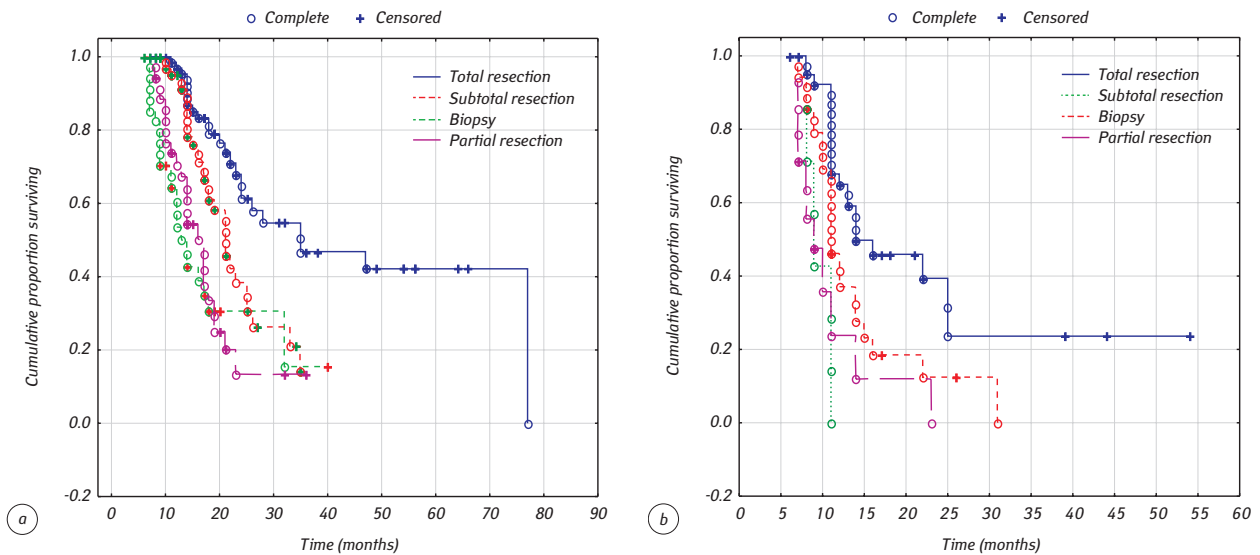 Complete Censored
1.0
0.8
0.6
0.4
0.2
0.0
-0.2
Cumulative proportion surviving
Total resection
Subtotal resection
Biopsy
Partial resection
0 10 20 30 40 50 60 70 80 90
Time (months)
a
Complete Censored
1.0
0.8
0.6
0.4
0.2
0.0
-0.2
Cumulative proportion surviving
Total resection
Subtotal resection
Biopsy
Partial resection
0 5 10 15 20 25 30 35 40 45 50 55 60
Time (months)
b